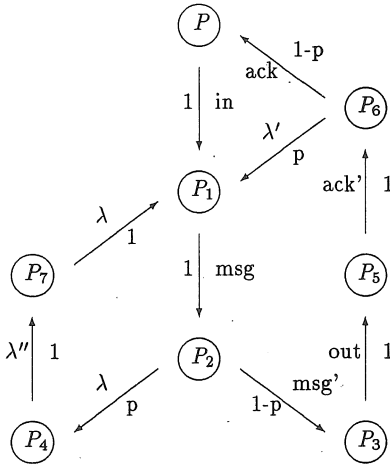 P
1-p
ack
P₆
1 in
λ′
p
ack' 1
P₁
λ
1
1 msg
P₇
P₅
λ″ 1
P₂
out 1
λ
p
msg'
1-p
P₄
P₃